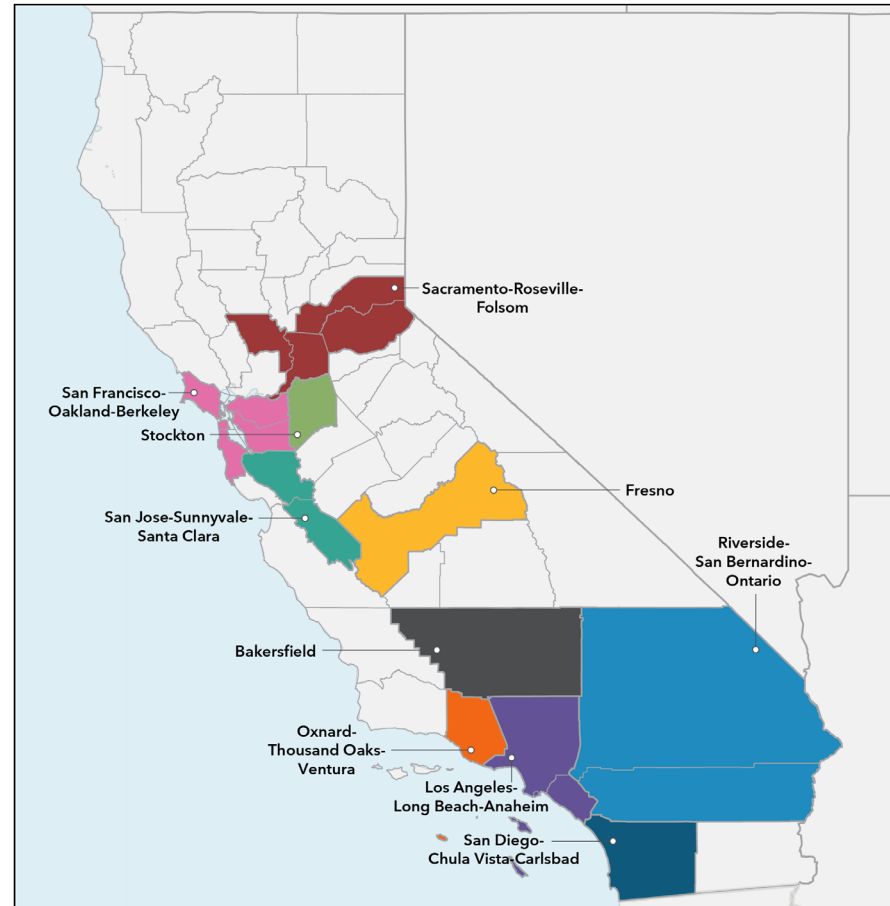 Sacramento-Roseville-
Folsom
San Francisco-
Oakland-Berkeley
Stockton
Fresno
San Jose-Sunnyvale-
Santa Clara
Riverside-
San Bernardino-
Ontario
Bakersfield
Oxnard-
Thousand Oaks-
Ventura
Los Angeles-
Long Beach-Anaheim
San Diego-
Chula Vista-Carlsbad